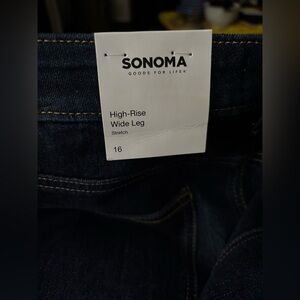 SONOMA
GOODS FOR LIFE
High-Rise
Wide Leg
Stretch
16